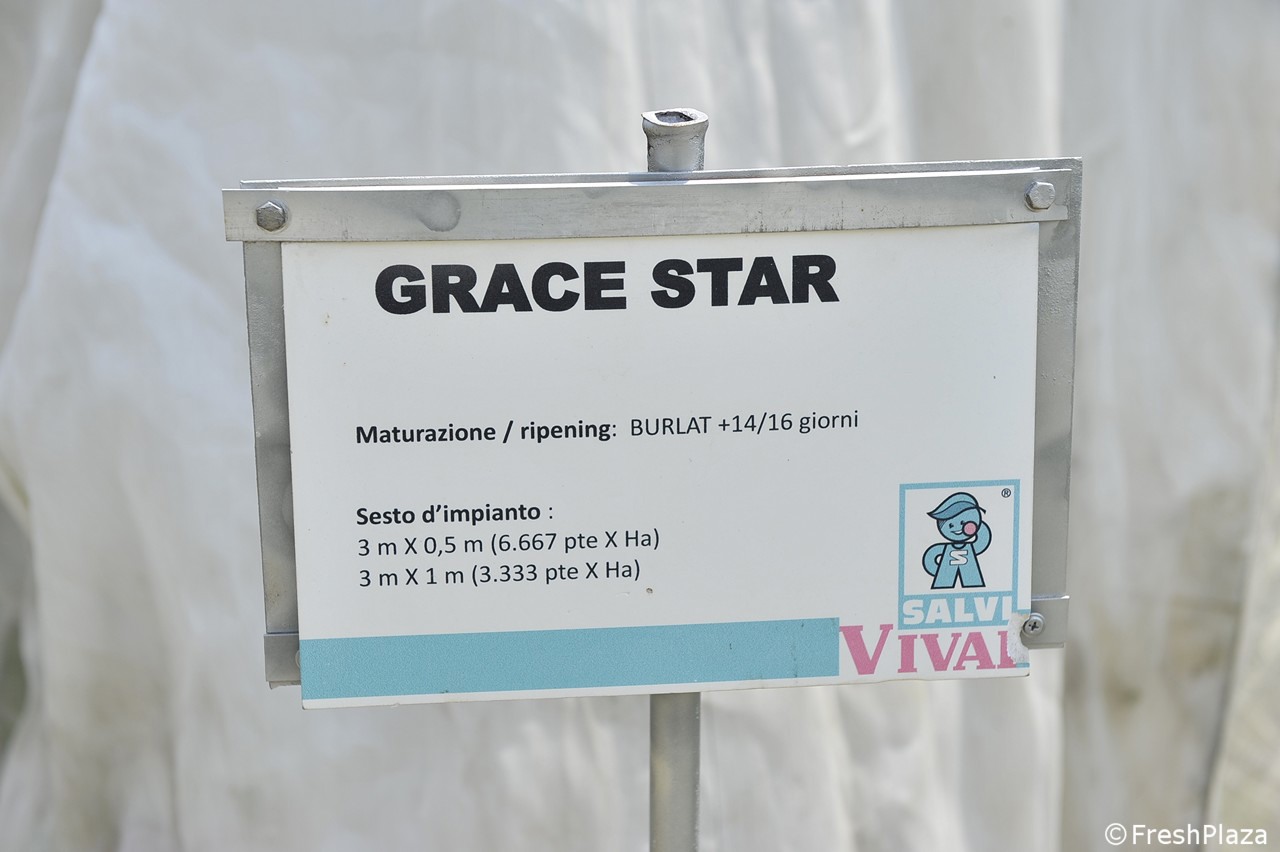 GRACE STAR
Maturazione / ripening: BURLAT +14/16 giorni
Sesto d’impianto :
3 m X 0,5 m (6.667 pte X Ha)
3 m X 1 m (3.333 pte X Ha)
®
S
SALVI
VIVAI
©FreshPlaza